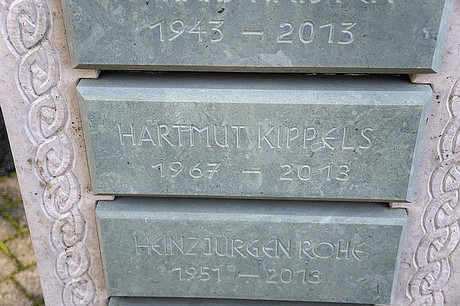 1943 – 2013
HARTMUT KIPPELS
1967 – 2013
HEINZJÜRGEN ROHE
1951 – 2013